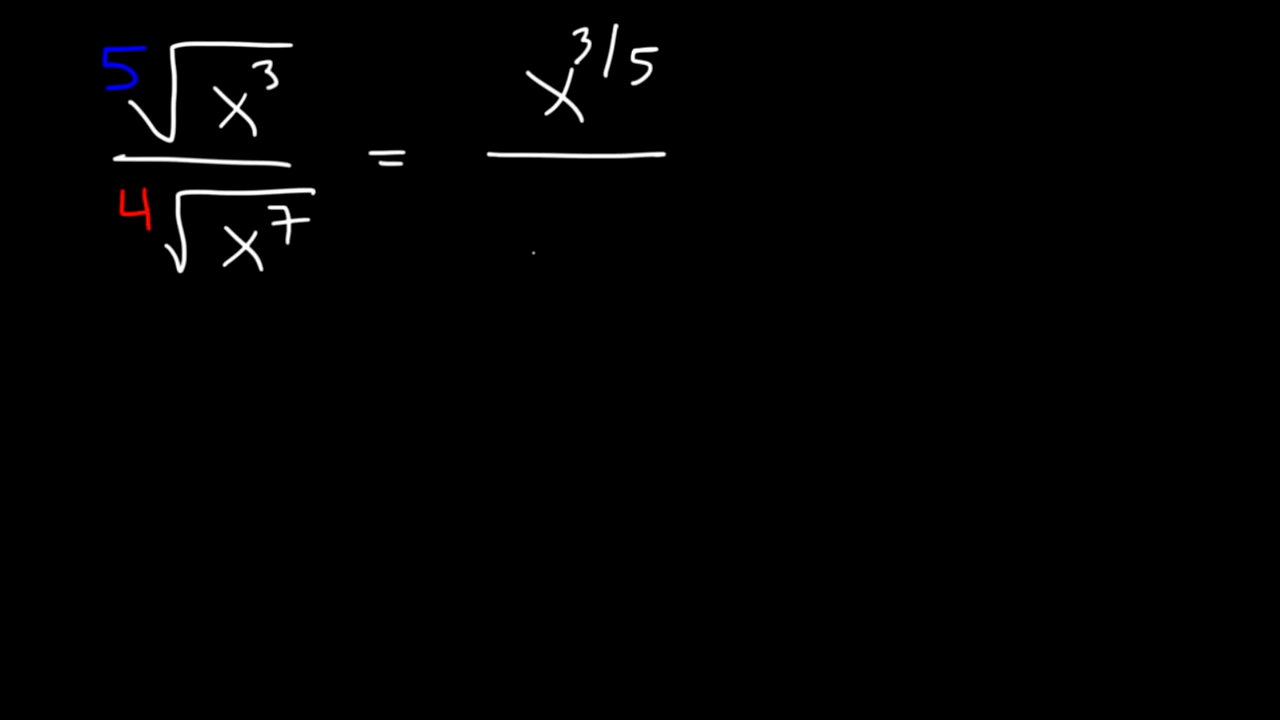 5√x³ = x^3/5
4√x⁷